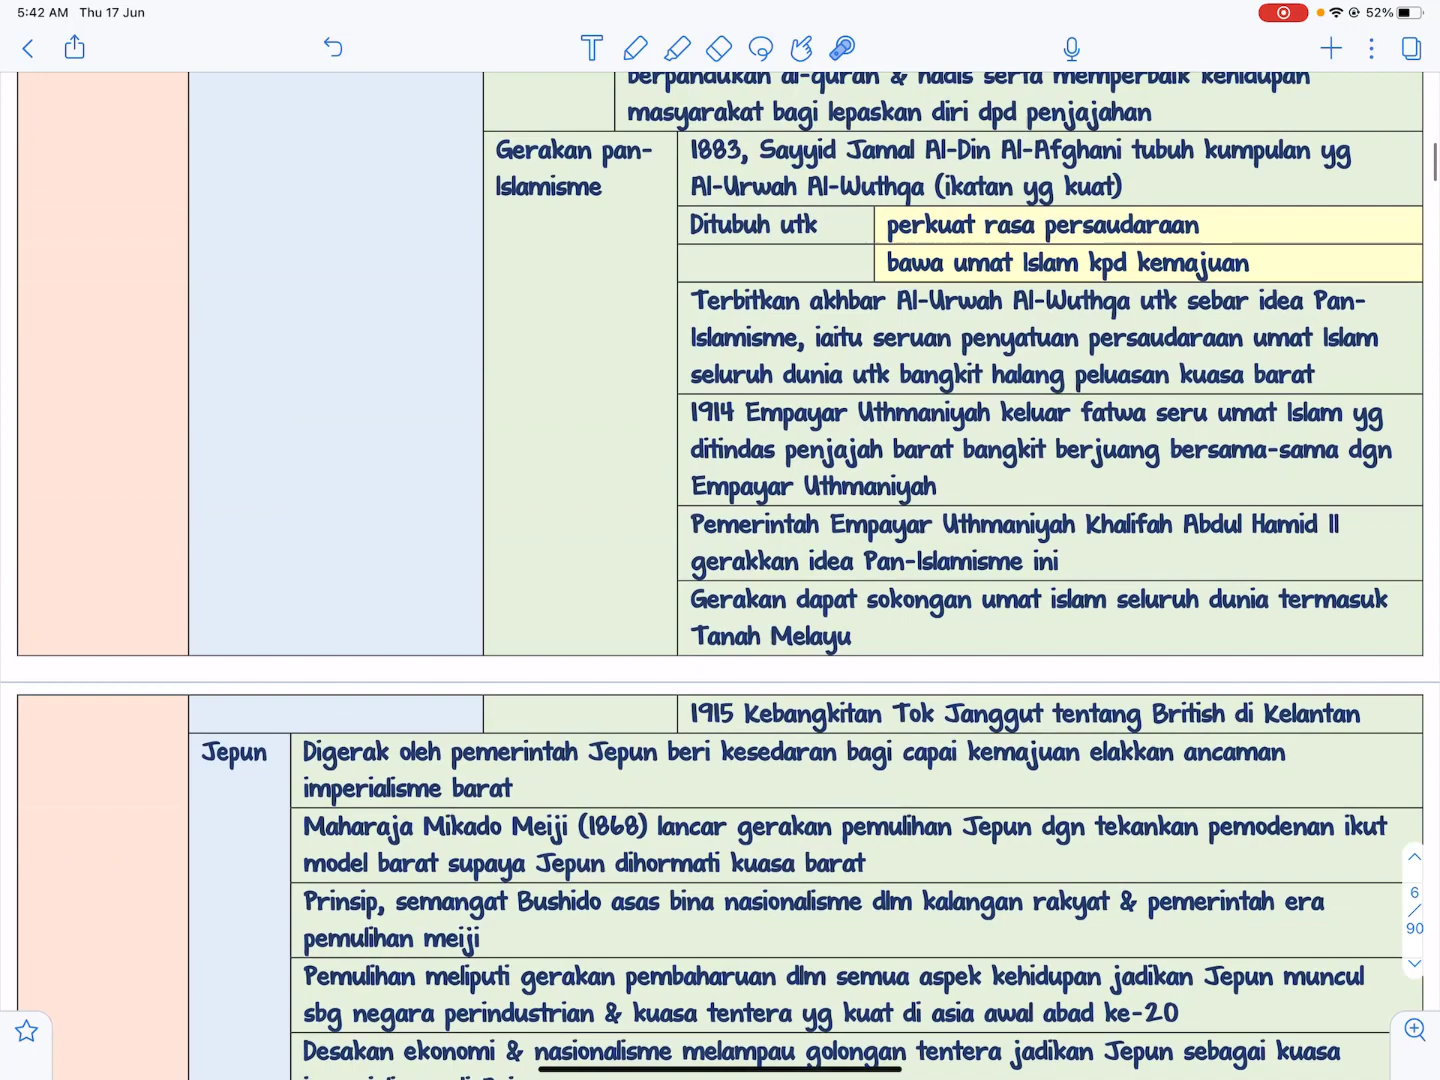 5:42 AM Thu 17 Jun
52%
berpandukan al-quran & hadis serta memperbaik kehidupan
masyarakat bagi lepaskan diri dpd penjajahan
Gerakan pan-
Islamisme
1883, Sayyid Jamal Al-Din Al-Afghani tubuh kumpulan yg
Al-Urwah Al-Wuthqa (ikatan yg kuat)
Ditubuh utk
perkuat rasa persaudaraan
bawa umat Islam kpd kemajuan
Terbitkan akhbar Al-Urwah Al-Wuthqa utk sebar idea Pan-
Islamisme, iaitu seruan penyatuan persaudaraan umat Islam
seluruh dunia utk bangkit halang peluasan kuasa barat
1914 Empayar Uthmaniyah keluar fatwa seru umat Islam yg
ditindas penjajah barat bangkit berjuang bersama-sama dgn
Empayar Uthmaniyah
Pemerintah Empayar Uthmaniyah Khalifah Abdul Hamid II
gerakkan idea Pan-Islamisme ini
Gerakan dapat sokongan umat islam seluruh dunia termasuk
Tanah Melayu
1915 Kebangkitan Tok Janggut tentang British di Kelantan
Jepun
Digerak oleh pemerintah Jepun beri kesedaran bagi capai kemajuan elakkan ancaman
imperialisme barat
Maharaja Mikado Meiji (1868) lancar gerakan pemulihan Jepun dgn tekankan pemodenan ikut
model barat supaya Jepun dihormati kuasa barat
Prinsip, semangat Bushido asas bina nasionalisme dlm kalangan rakyat & pemerintah era
pemulihan meiji
Pemulihan meliputi gerakan pembaharuan dlm semua aspek kehidupan jadikan Jepun muncul
sbg negara perindustrian & kuasa tentera yg kuat di asia awal abad ke-20
Desakan ekonomi & nasionalisme melampau golongan tentera jadikan Jepun sebagai kuasa
6
/
90